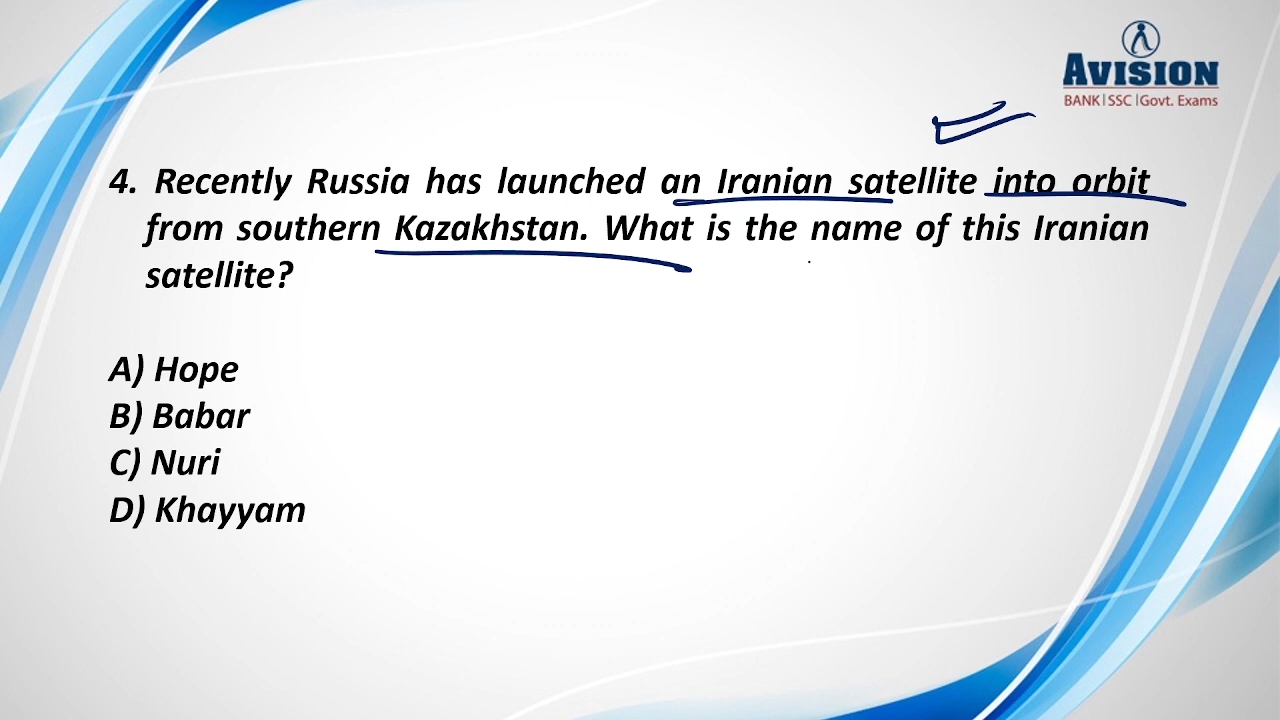 AVISION
BANK|SSC|Govt. Exams
4. Recently Russia has launched an Iranian satellite into orbit
from southern Kazakhstan. What is the name of this Iranian
satellite?
A) Hope
B) Babar
C) Nuri
D) Khayyam